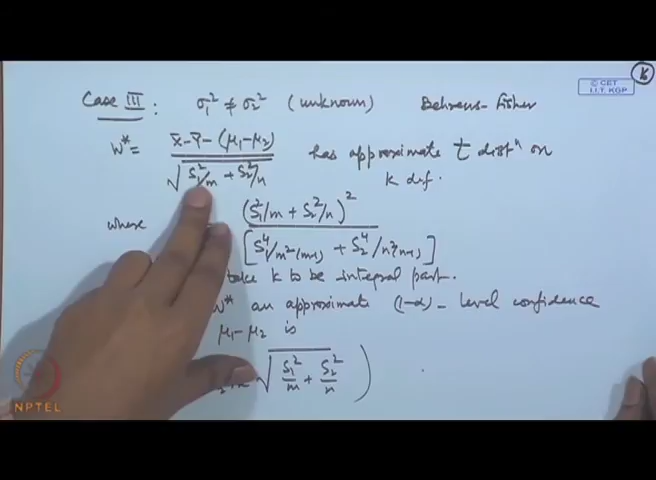 © CET
I.I.T. KGP
Case III : σ₁² ≠ σ₂² (unknown) Behrens-Fisher
W* = X̄-Ȳ-(μ₁-μ₂) / √(S₁²/m + S₂²/n) has approximate t distⁿ on
k d.f.
where (S₁²/m + S₂²/n)² / [S₁⁴/m²(m-1) + S₂⁴/n²(n-1)]
take k to be integral part.
W* an approximate (1-α)- level confidence
μ₁-μ₂ is
√(S₁²/m + S₂²/n) )
NPTEL